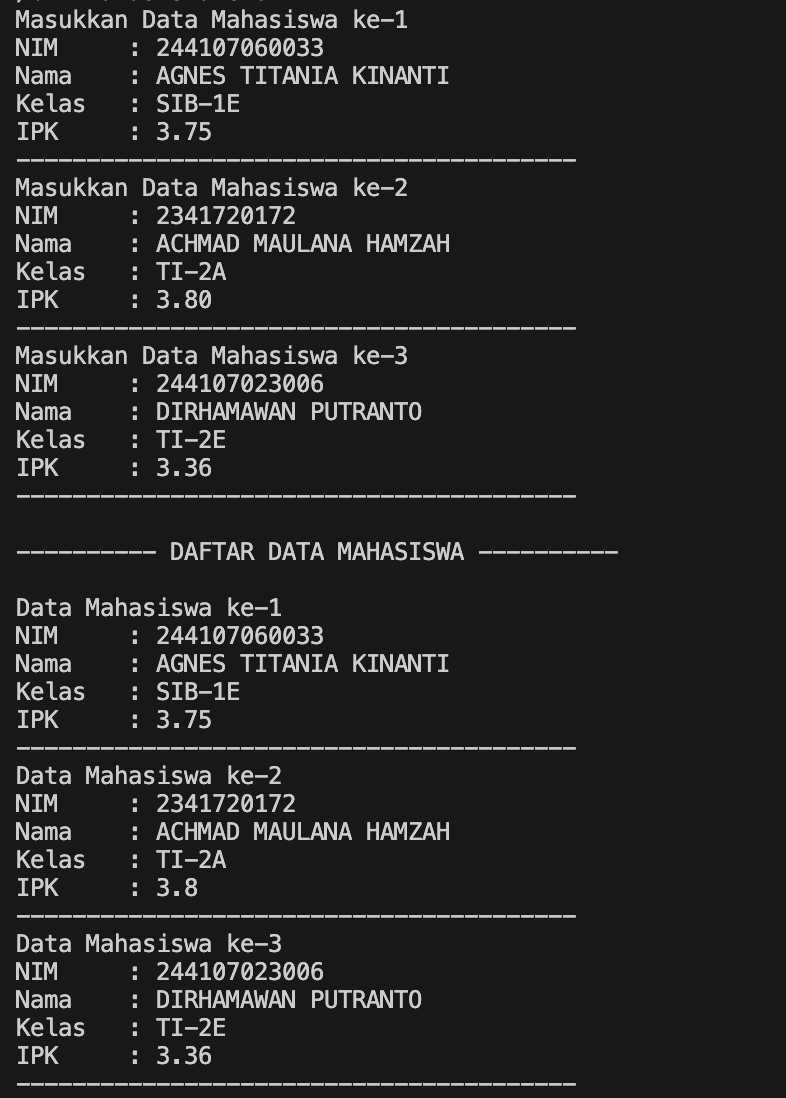 Masukkan Data Mahasiswa ke-1
NIM     : 244107060033
Nama    : AGNES TITANIA KINANTI
Kelas   : SIB-1E
IPK     : 3.75
----------------------------------------
Masukkan Data Mahasiswa ke-2
NIM     : 2341720172
Nama    : ACHMAD MAULANA HAMZAH
Kelas   : TI-2A
IPK     : 3.80
----------------------------------------
Masukkan Data Mahasiswa ke-3
NIM     : 244107023006
Nama    : DIRHAMAWAN PUTRANTO
Kelas   : TI-2E
IPK     : 3.36
----------------------------------------
---------- DAFTAR DATA MAHASISWA ----------
Data Mahasiswa ke-1
NIM     : 244107060033
Nama    : AGNES TITANIA KINANTI
Kelas   : SIB-1E
IPK     : 3.75
----------------------------------------
Data Mahasiswa ke-2
NIM     : 2341720172
Nama    : ACHMAD MAULANA HAMZAH
Kelas   : TI-2A
IPK     : 3.8
----------------------------------------
Data Mahasiswa ke-3
NIM     : 244107023006
Nama    : DIRHAMAWAN PUTRANTO
Kelas   : TI-2E
IPK     : 3.36
----------------------------------------